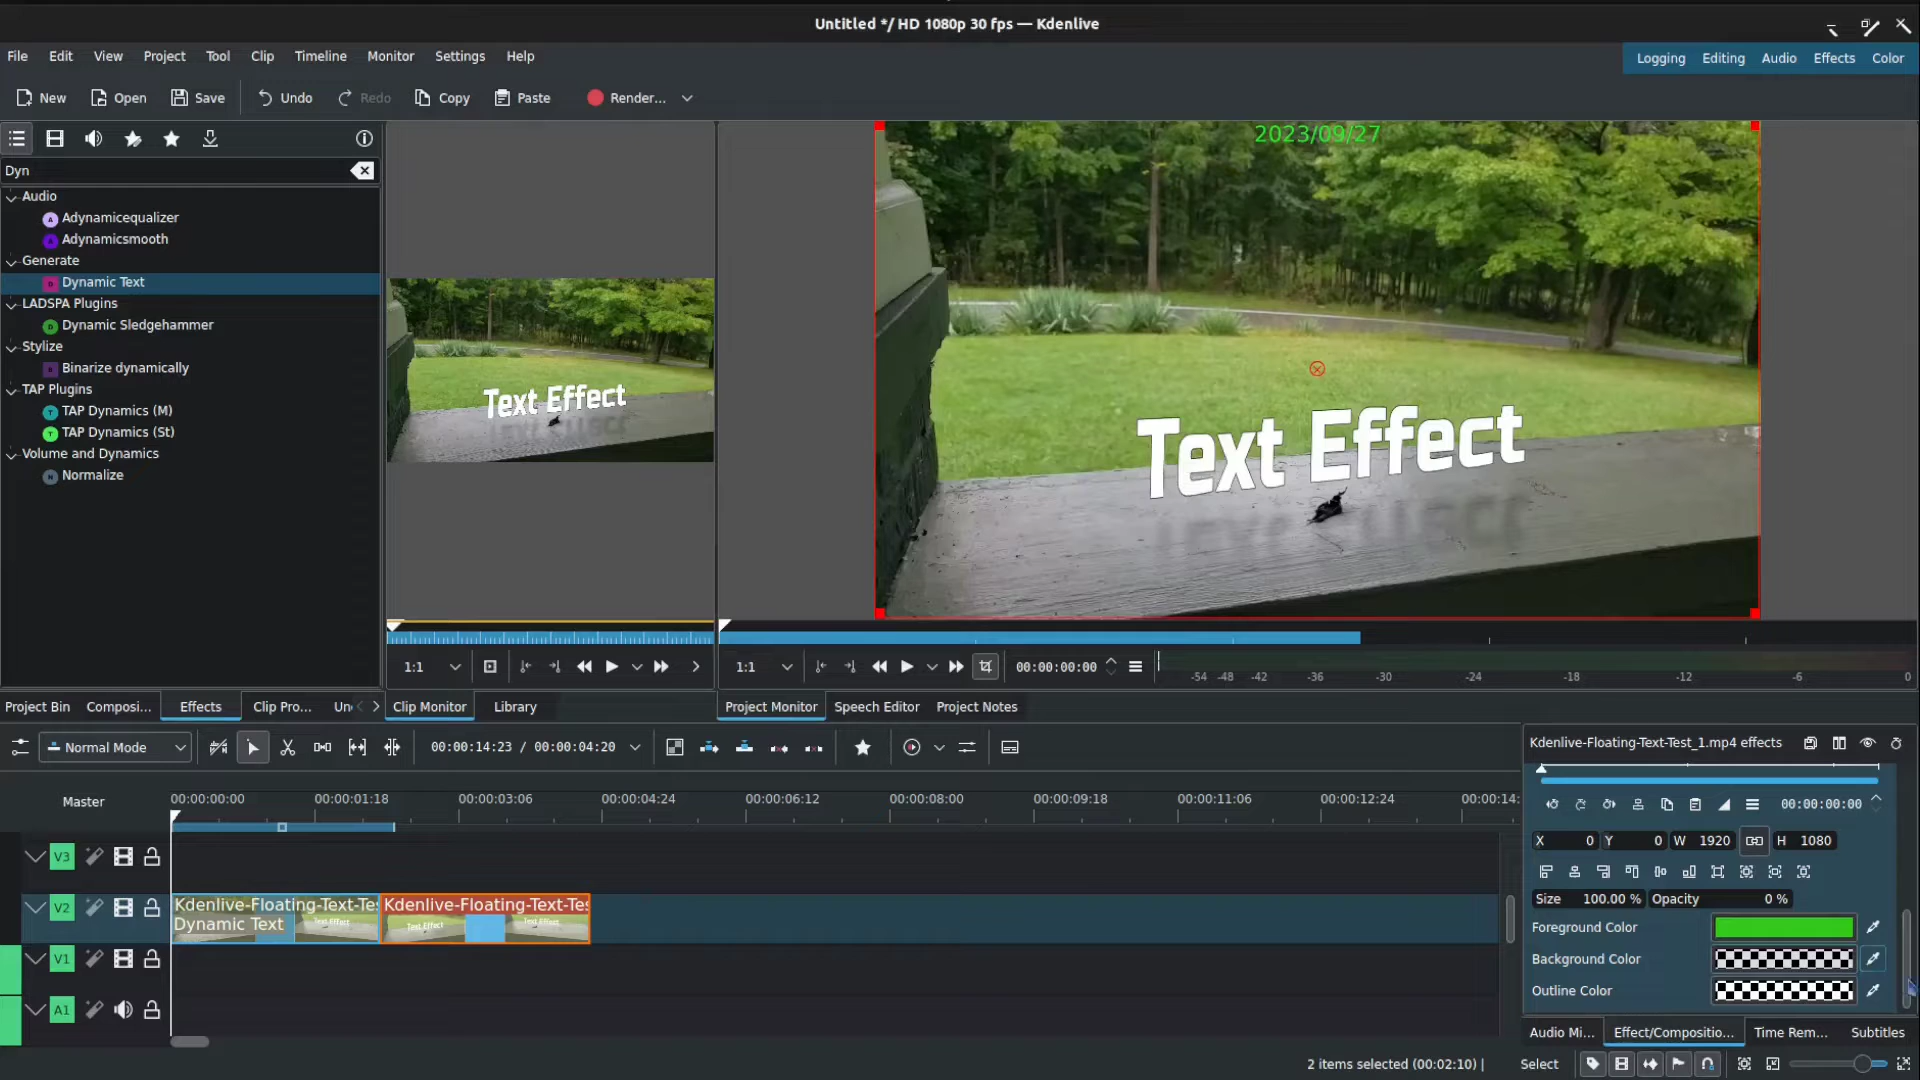 Untitled */ HD 1080p 30 fps — Kdenlive
File Edit View Project Tool Clip Timeline Monitor Settings Help
Logging Editing Audio Effects Color
New Open Save Undo Redo Copy Paste Render...
Dyn
Audio
Adynamicequalizer
Adynamicsmooth
Generate
Dynamic Text
LADSPA Plugins
Dynamic Sledgehammer
Stylize
Binarize dynamically
TAP Plugins
TAP Dynamics (M)
TAP Dynamics (St)
Volume and Dynamics
Normalize
Text Effect
2023/09/27
Text Effect
1:1
1:1 00:00:00:00
-54 -48 -42 -36 -30 -24 -18 -12 -6 0
Project Bin Composi... Effects Clip Pro... Un
Clip Monitor Library
Project Monitor Speech Editor Project Notes
Normal Mode 00:00:14:23 / 00:00:04:20
Kdenlive-Floating-Text-Test_1.mp4 effects
Master
00:00:00:00 00:00:01:18 00:00:03:06 00:00:04:24 00:00:06:12 00:00:08:00 00:00:09:18 00:00:11:06 00:00:12:24 00:00:14:
V3
V2
Kdenlive-Floating-Text-Te
Dynamic Text
Text Effect
Kdenlive-Floating-Text-Tes
Text Effect
Text Effect
V1
A1
00:00:00:00
X 0 Y 0 W 1920 H 1080
Size 100.00 % Opacity 0 %
Foreground Color
Background Color
Outline Color
Audio Mi... Effect/Compositio... Time Rem... Subtitles
2 items selected (00:02:10) | Select